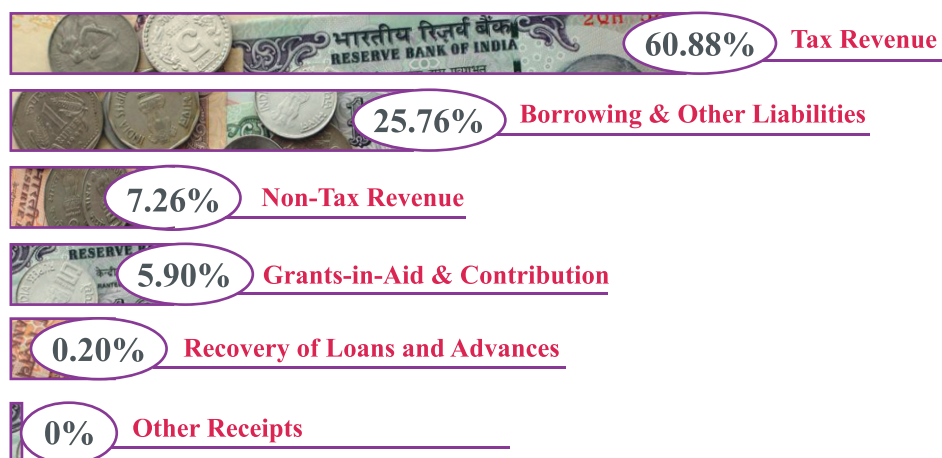 भारतीय रिज़र्व बैंक
RESERVE BANK OF INDIA
60.88% Tax Revenue
25.76% Borrowing & Other Liabilities
7.26% Non-Tax Revenue
RESERVE
5.90% Grants-in-Aid & Contribution
0.20% Recovery of Loans and Advances
0% Other Receipts